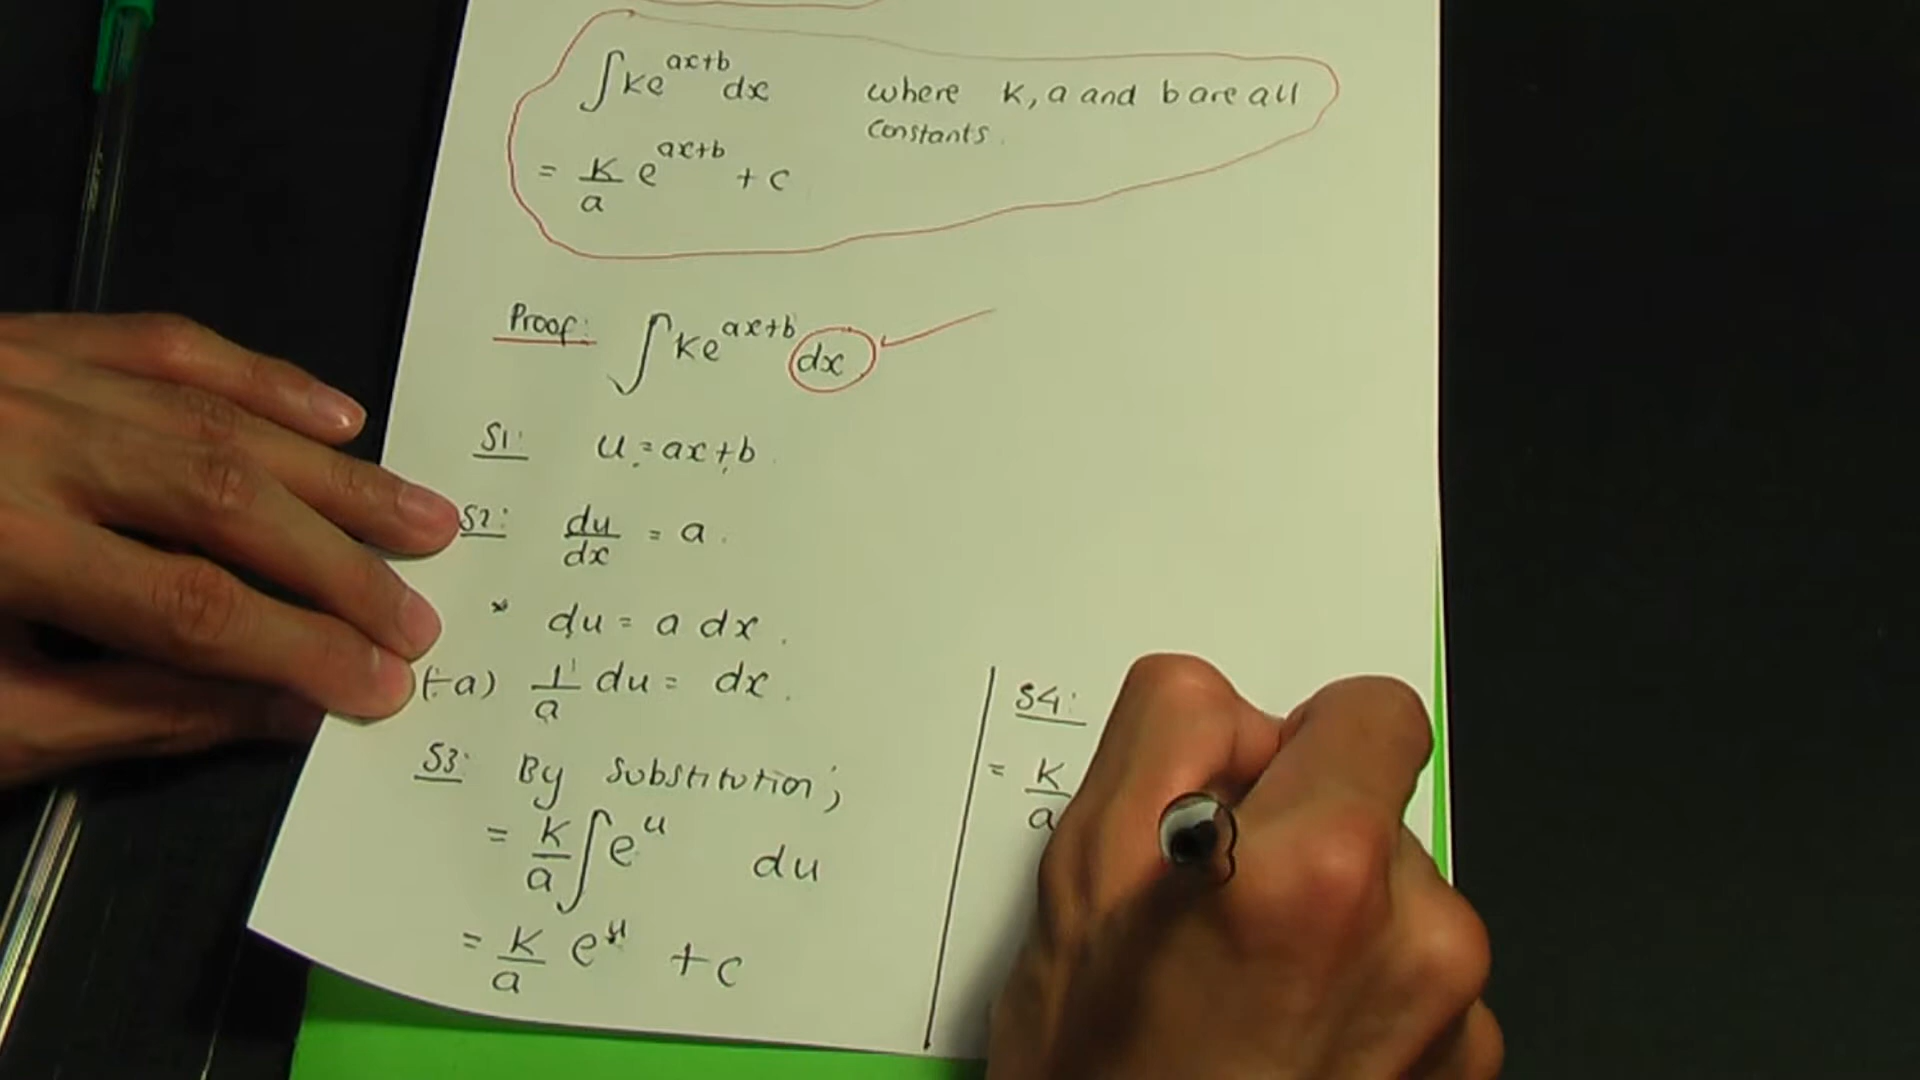 ∫ke^{ax+b} dx where k, a and b are all
constants.
= k/a e^{ax+b} + c
Proof: ∫ke^{ax+b} dx
S1: u = ax+b
S2: du/dx = a.
* du = a dx.
(÷a) 1/a du = dx.
S3: By Substitution;
= k/a ∫e^u du
= k/a e^u + c
S4:
= k/a